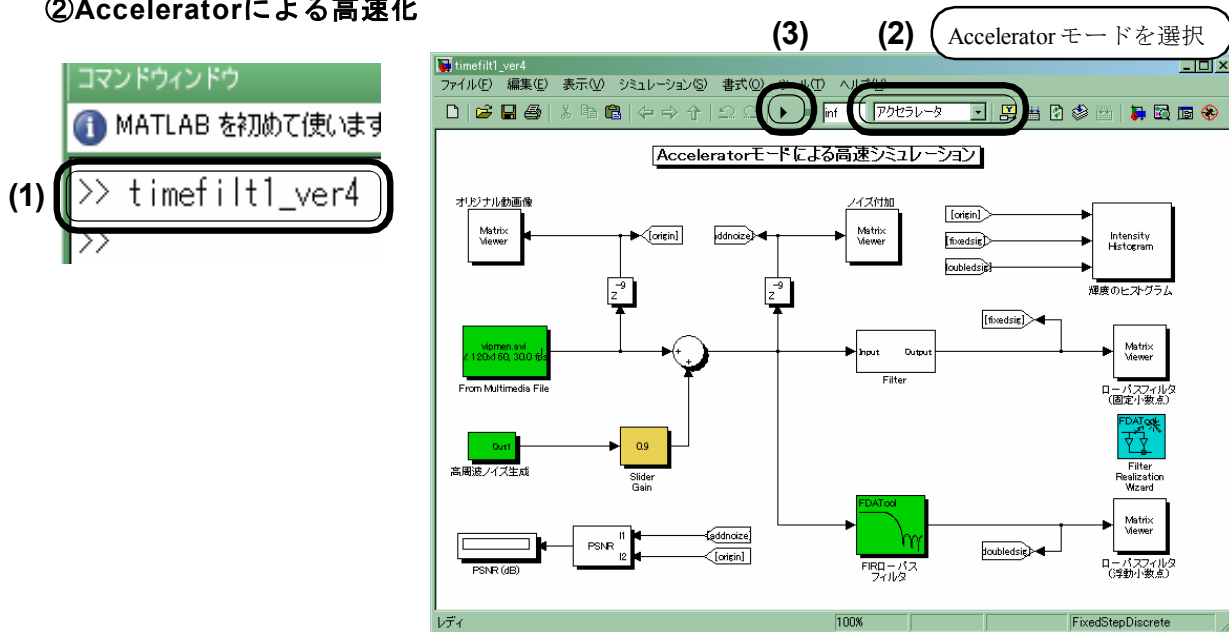 ②Acceleratorによる高速化
(1)
コマンドウィンドウ
MATLAB を初めて使います
>> timefilt1_ver4
>>
(3)
(2)
Acceleratorモードを選択
timefilt1_ver4
ファイル(F) 編集(E) 表示(V) シミュレーション(S) 書式(O) ツール(T) ヘルプ(H)
inf
アクセラレータ
Acceleratorモードによる高速シミュレーション
オリジナル動画像
Matrix
Viewer
[origin]
addnoize]
ノイズ付加
Matrix
Viewer
[origin]
[fixedsig]
doubledsig]
Intensity
Histogram
輝度のヒストグラム
-9
Z
-9
Z
[fixedsig]
vipmen.avi
V: 120x160, 30.0 fps
From Multimedia File
+
+
Input Output
Filter
Matrix
Viewer
ローパスフィルタ
(固定小数点)
Out1
高周波ノイズ生成
0.9
Slider
Gain
FDATool
Filter
Realization
Wizard
PSNR (dB)
PSNR
I1
I2
[addnoize]
[origin]
FDATool
FIRローパス
フィルタ
doubledsig]
Matrix
Viewer
ローパスフィルタ
(浮動小数点)
レディ
100%
FixedStepDiscrete